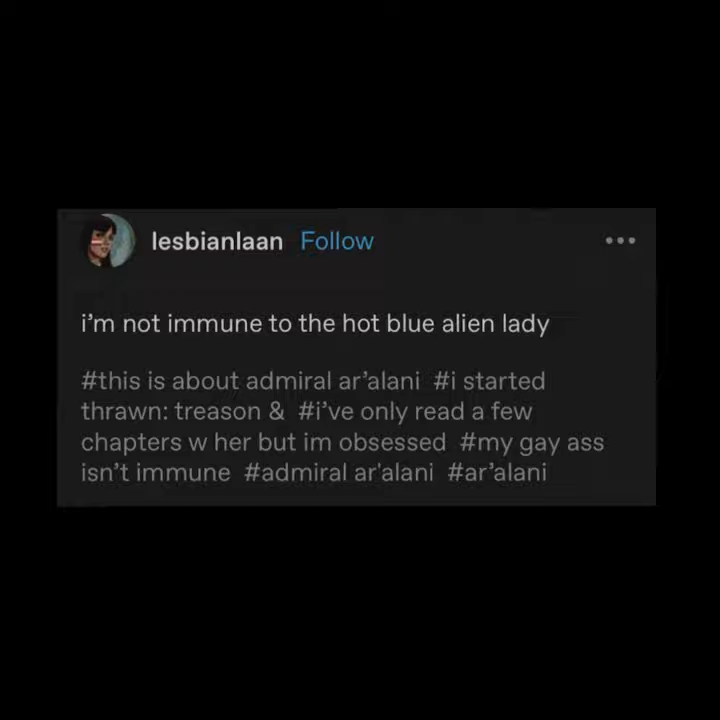 lesbianlaan Follow
i’m not immune to the hot blue alien lady
#this is about admiral ar’alani #i started
thrawn: treason & #i’ve only read a few
chapters w her but im obsessed #my gay ass
isn’t immune #admiral ar'alani #ar’alani